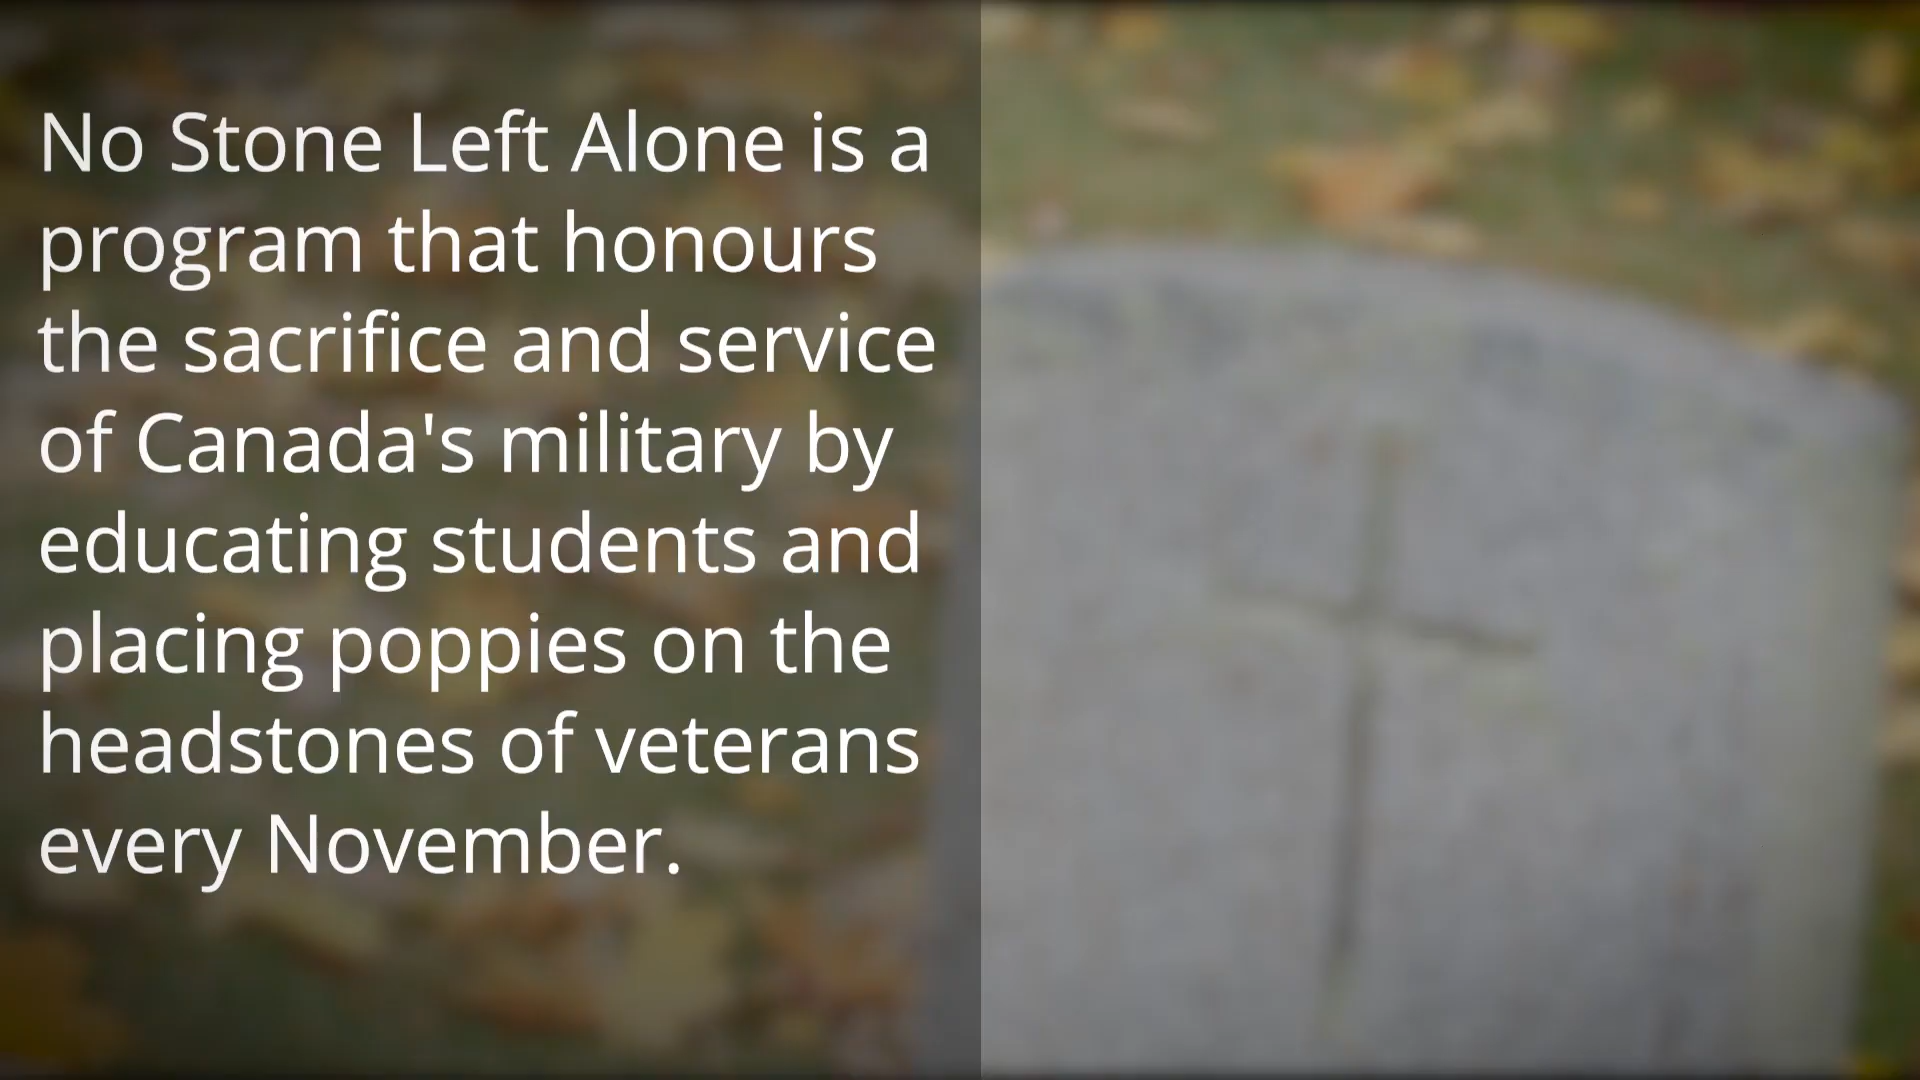 No Stone Left Alone is a
program that honours
the sacrifice and service
of Canada's military by
educating students and
placing poppies on the
headstones of veterans
every November.